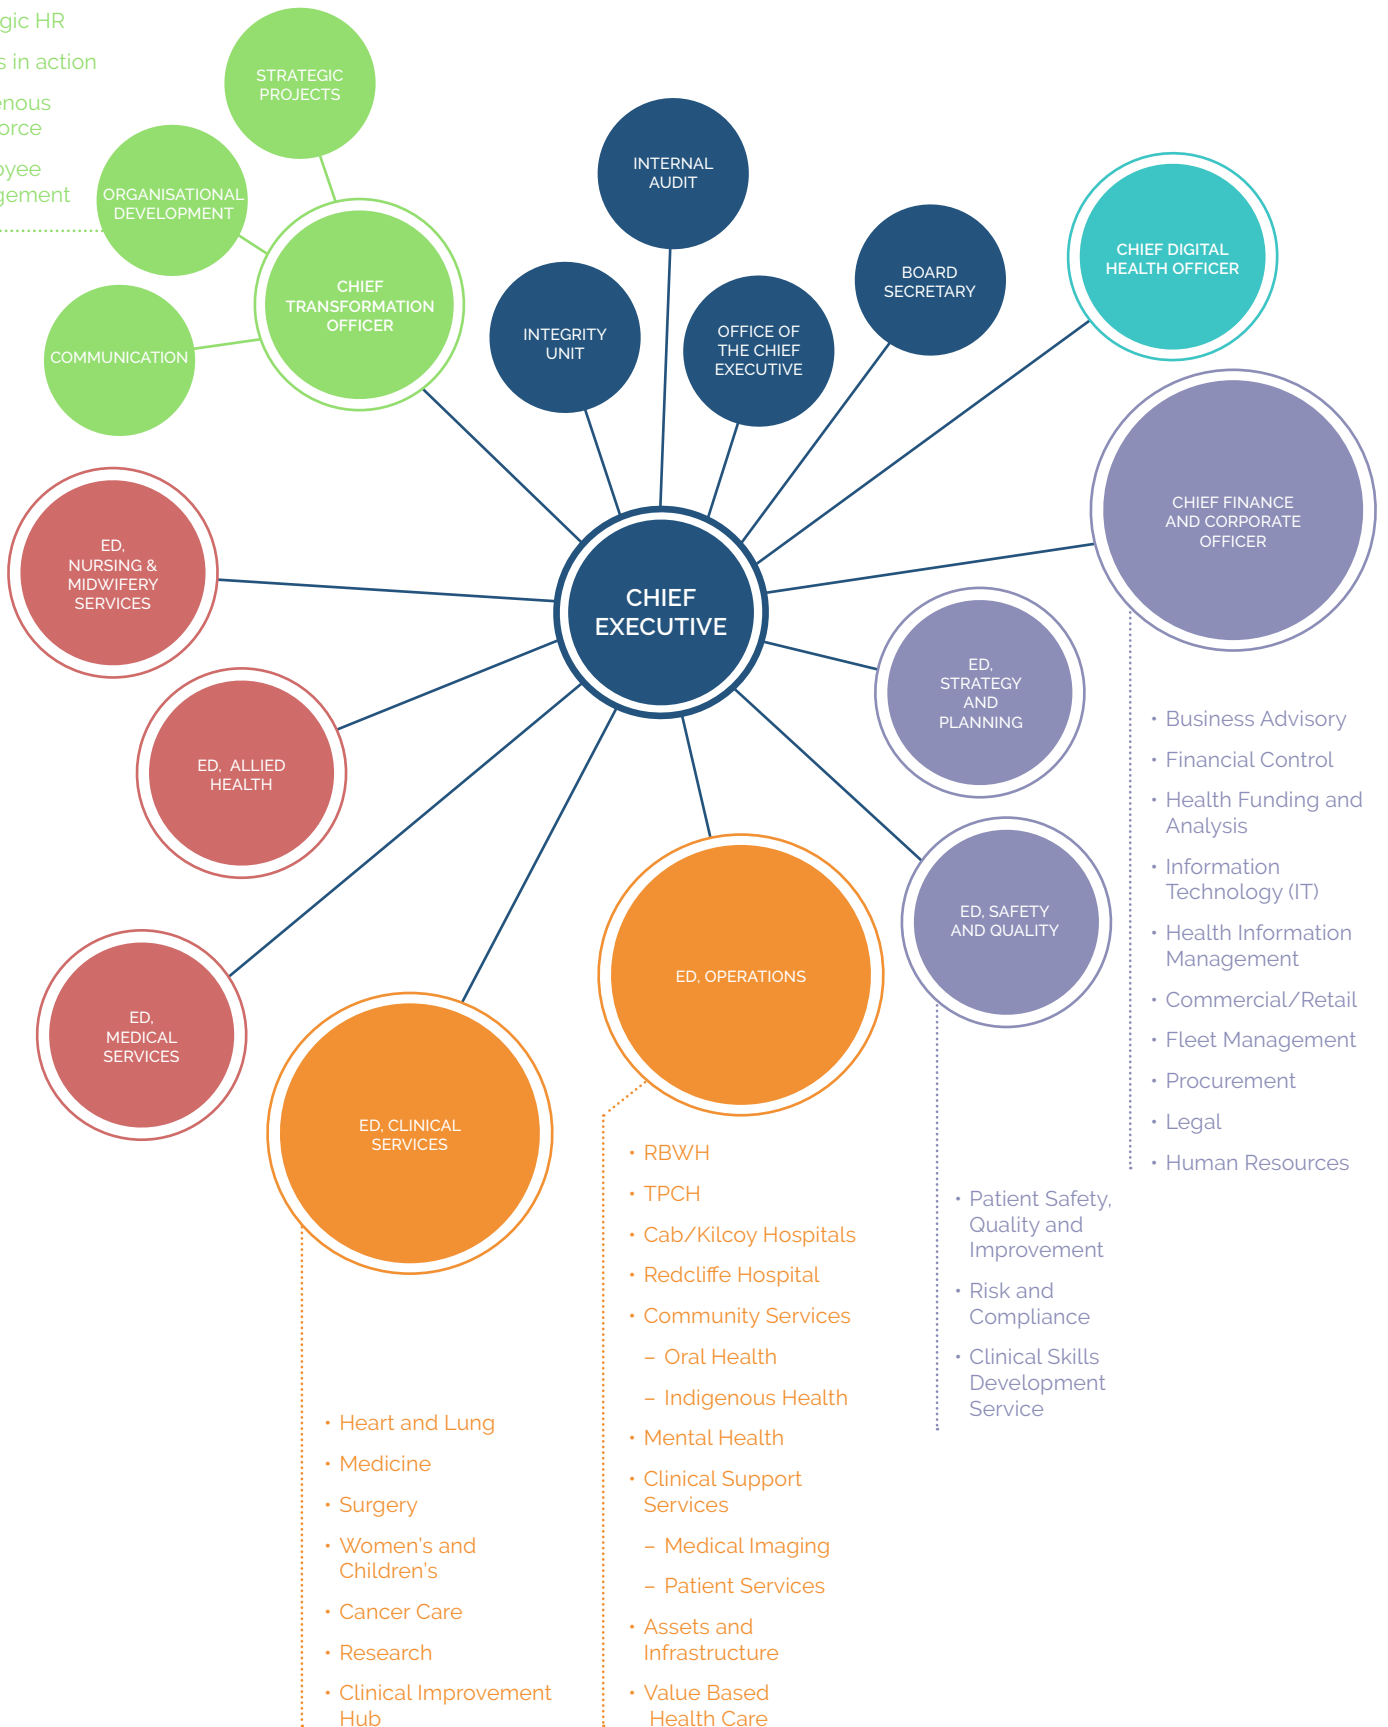 HR
in action
STRATEGIC
PROJECTS
ORGANISATIONAL
DEVELOPMENT
COMMUNICATION
CHIEF
TRANSFORMATION
OFFICER
INTERNAL
AUDIT
INTEGRITY
UNIT
OFFICE OF
THE CHIEF
EXECUTIVE
BOARD
SECRETARY
CHIEF DIGITAL
HEALTH OFFICER
CHIEF FINANCE
AND CORPORATE
OFFICER
• Business Advisory
• Financial Control
• Health Funding and
Analysis
• Information
Technology (IT)
• Health Information
Management
• Commercial/Retail
• Fleet Management
• Procurement
• Legal
• Human Resources
CHIEF
EXECUTIVE
ED,
NURSING &
MIDWIFERY
SERVICES
ED, ALLIED
HEALTH
ED,
MEDICAL
SERVICES
ED,
STRATEGY
AND
PLANNING
ED, SAFETY
AND QUALITY
• Patient Safety,
Quality and
Improvement
• Risk and
Compliance
• Clinical Skills
Development
Service
ED, OPERATIONS
• RBWH
• TPCH
• Cab/Kilcoy Hospitals
• Redcliffe Hospital
• Community Services
– Oral Health
– Indigenous Health
• Mental Health
• Clinical Support
Services
– Medical Imaging
– Patient Services
• Assets and
Infrastructure
• Value Based
Health Care
ED, CLINICAL
SERVICES
• Heart and Lung
• Medicine
• Surgery
• Women's and
Children's
• Cancer Care
• Research
• Clinical Improvement
Hub